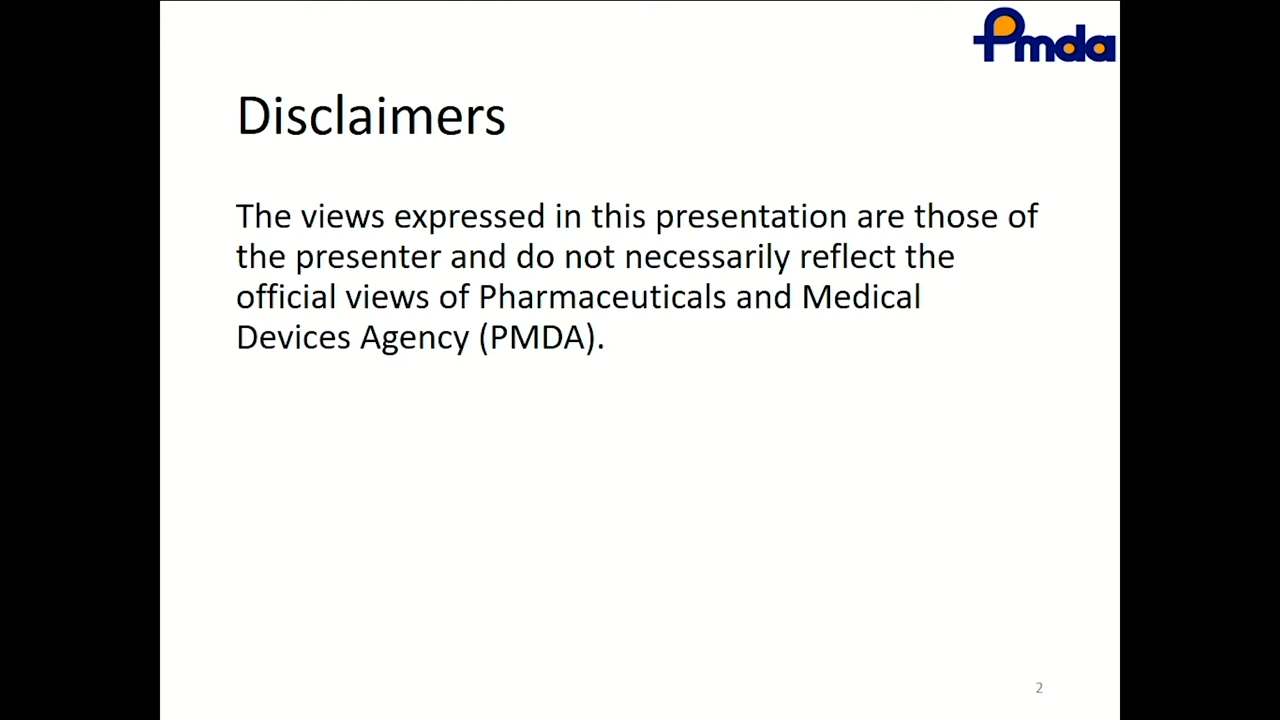 Pmda
Disclaimers
The views expressed in this presentation are those of
the presenter and do not necessarily reflect the
official views of Pharmaceuticals and Medical
Devices Agency (PMDA).
2